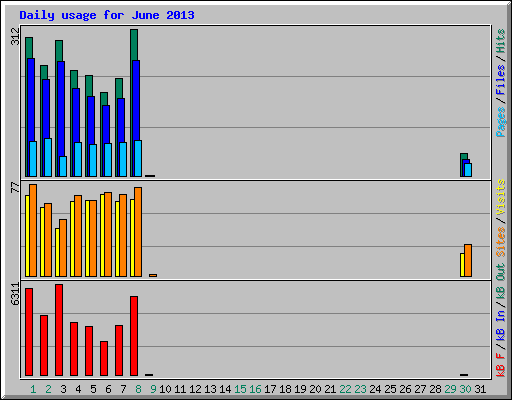 Daily usage for June 2013
312
Pages / Files / Hits
77
Sites / Visits
6311
kB F / kB In / kB Out
1 2 3 4 5 6 7 8 9 10 11 12 13 14 15 16 17 18 19 20 21 22 23 24 25 26 27 28 29 30 31